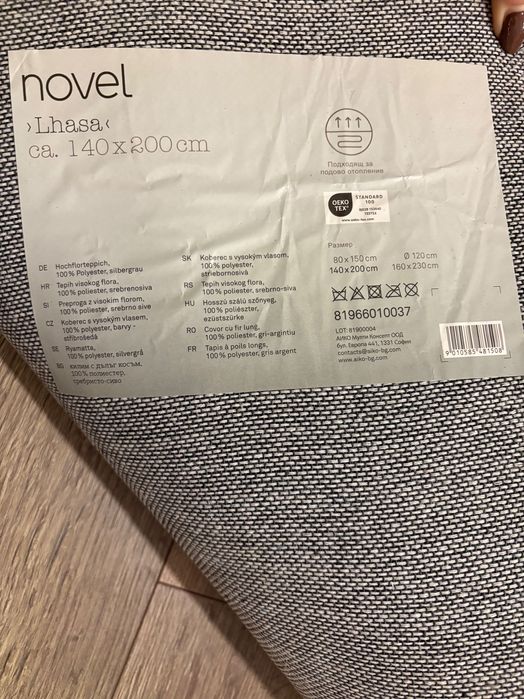 novel
›Lhasa‹
ca. 140 x 200 cm
Подходящ за
подово отопление
OEKO
TEX®
STANDARD
100
www.oeko-tex.com
DE Hochflorteppich,
100% Polyester, silbergrau
HR Tepih visokog flora,
100% poliester, srebrenosiva
SI Preproga z visokim florom,
100% poliester, srebrno sive
CZ Koberec s vysokým vlasem,
100% polyester, barvy -
stříbrošedá
SE Ryamatta,
100% polyester, silvergrå
BG килим с дълъг косъм,
100% полиестер,
сребристо-сиво
SK Koberec s vysokým vlasom,
100% polyester,
striebornosivá
RS Tepih visokog flora,
100% poliester, srebrno-siva
HU Hosszú szálú szőnyeg,
100% poliészter,
ezüstszürke
RO Covor cu fir lung,
100% poliester, gri-argintiu
FR Tapis à poils longs,
100% polyester, gris argent
Размер
80 x 150 cm Ø 120 cm
140 x 200 cm 160 x 230 cm
81966010037
LOT: 81900004
АИКО Мулти Консепт ООД
бул. Европа 441, 1331 София
contacts@aiko-bg.com
www.aiko-bg.com
9 010585 481508